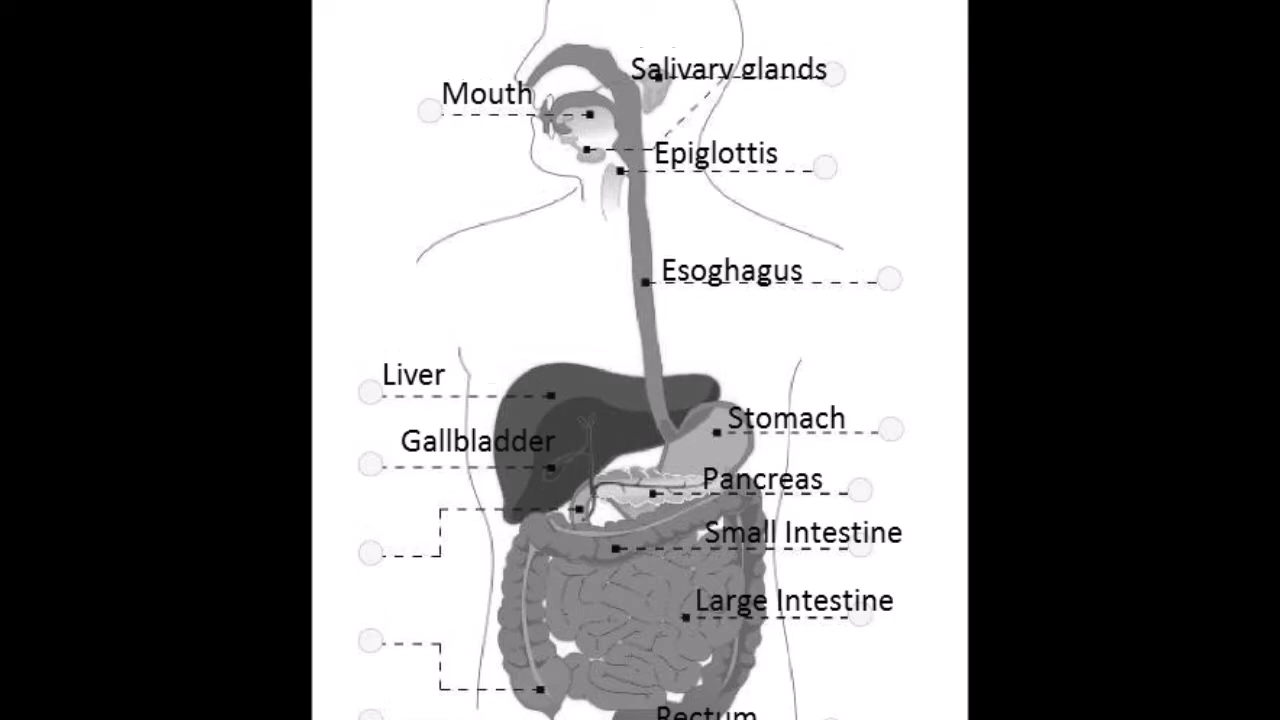 Salivary glands
Mouth
Epiglottis
Esoghagus
Liver
Stomach
Gallbladder
Pancreas
Small Intestine
Large Intestine
Rectum